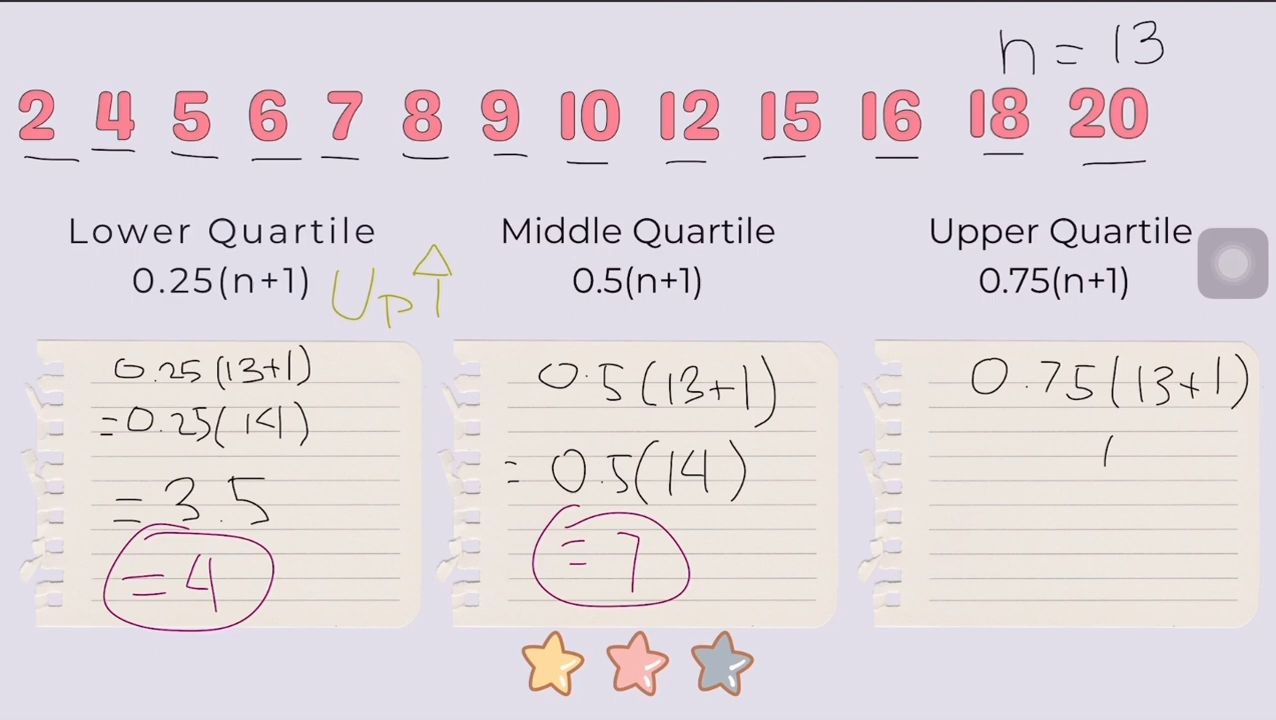 n = 13
2 4 5 6 7 8 9 10 12 15 16 18 20
Lower Quartile
0.25(n+1)
Up
Middle Quartile
0.5(n+1)
Upper Quartile
0.75(n+1)
0.25(13+1)
=0.25(14)
=3.5
=4
0.5(13+1)
=0.5(14)
=7
0.75(13+1)
(